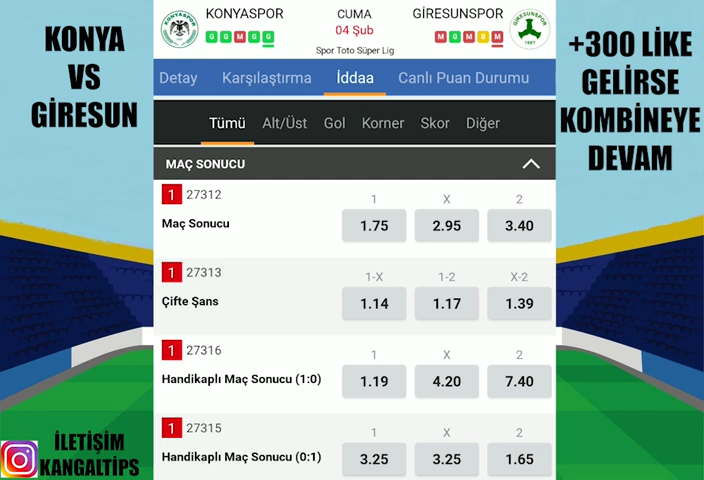 KONYA
VS
GİRESUN
KONYASPOR
G G M G G
CUMA
04 Şub
Spor Toto Süper Lig
GİRESUNSPOR
M G M B M
GİRESUNSPOR
1967
+300 LİKE
GELİRSE
KOMBİNEYE
DEVAM
Detay Karşılaştırma İddaa Canlı Puan Durumu
Tümü Alt/Üst Gol Korner Skor Diğer
MAÇ SONUCU
1 27312
1 X 2
Maç Sonucu 1.75 2.95 3.40
1 27313
1-X 1-2 X-2
Çifte Şans 1.14 1.17 1.39
1 27316
1 X 2
Handikaplı Maç Sonucu (1:0) 1.19 4.20 7.40
1 27315
1 X 2
Handikaplı Maç Sonucu (0:1) 3.25 3.25 1.65
İLETİŞİM
KANGALTİPS